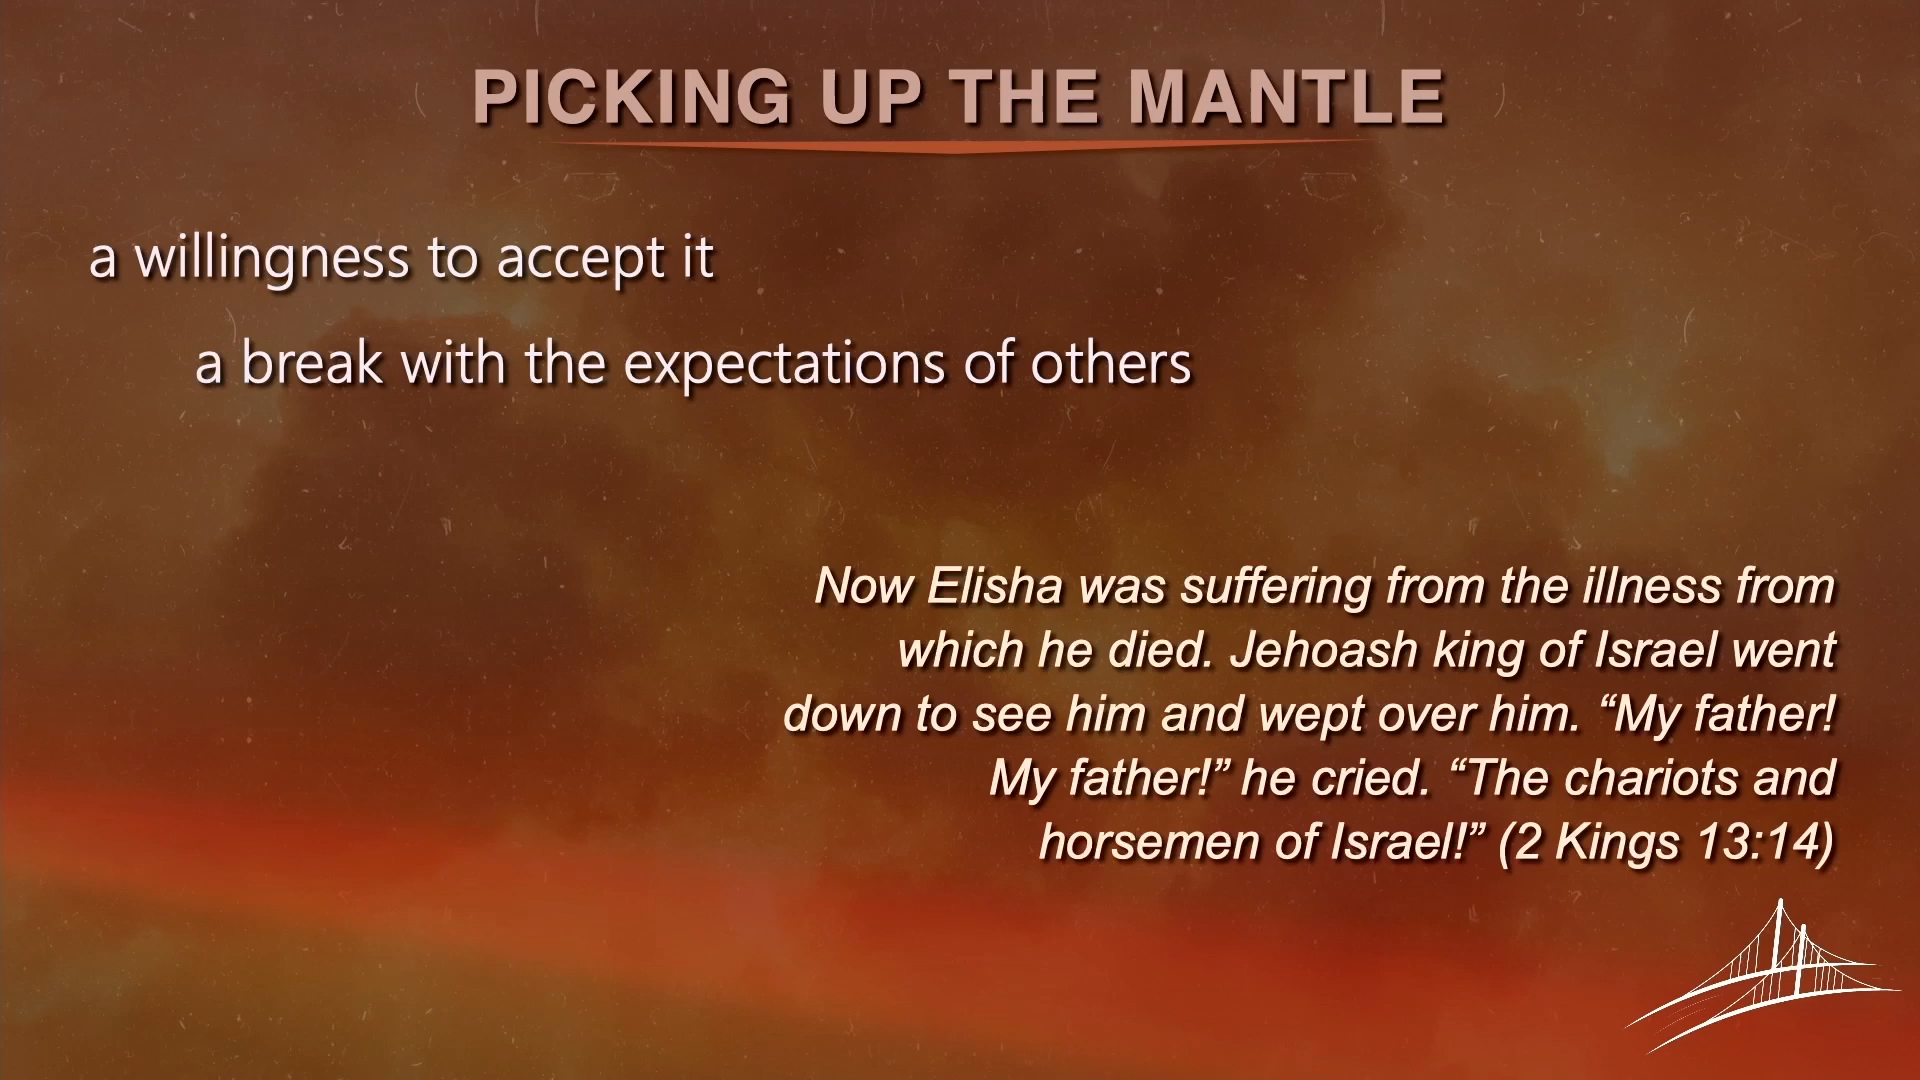 PICKING UP THE MANTLE
a willingness to accept it
a break with the expectations of others
Now Elisha was suffering from the illness from
which he died. Jehoash king of Israel went
down to see him and wept over him. “My father!
My father!” he cried. “The chariots and
horsemen of Israel!” (2 Kings 13:14)